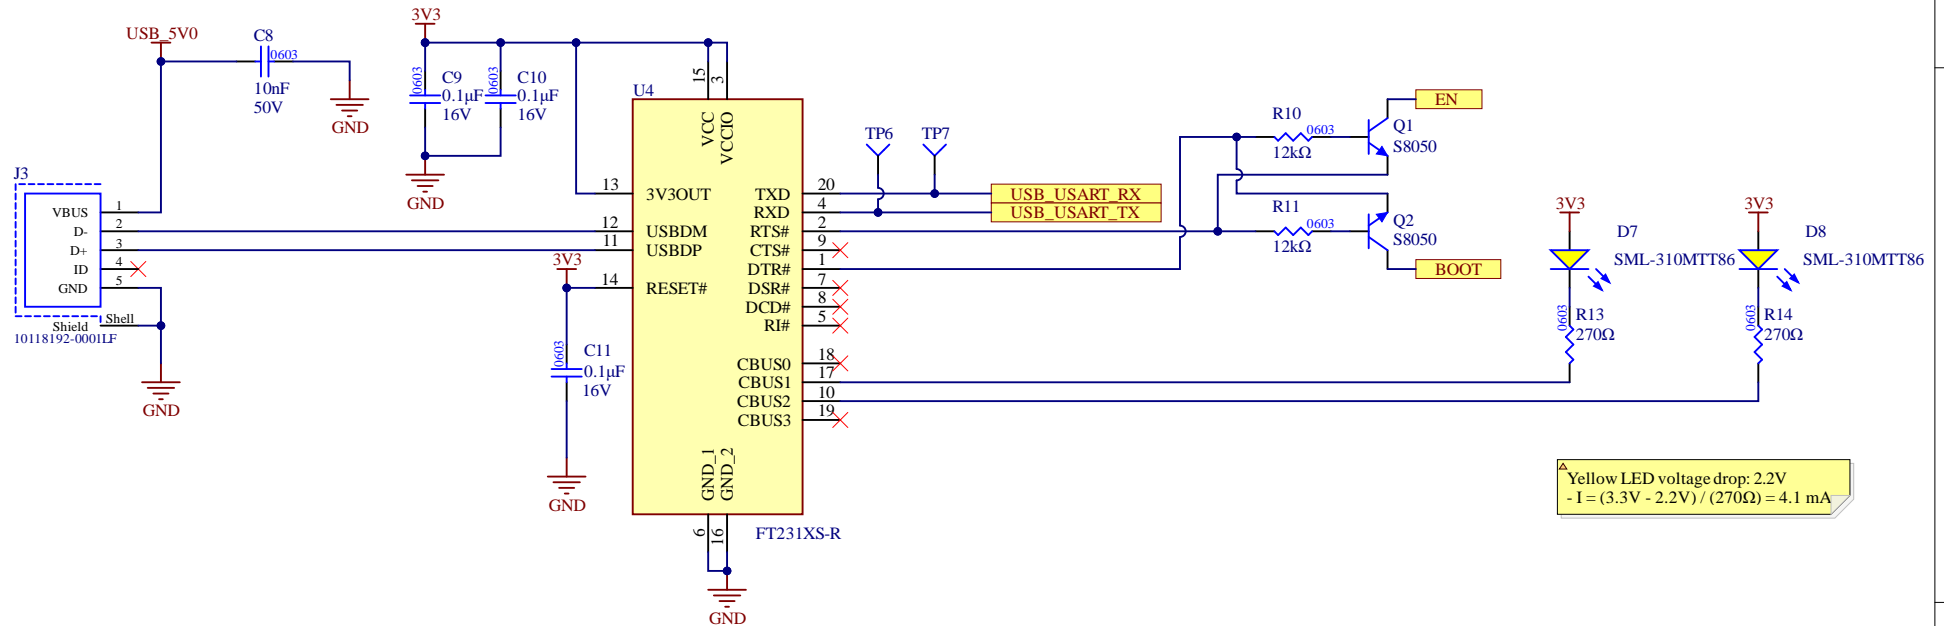 USB_5V0
C8
0603
10nF
50V
GND
3V3
0603
C9
0.1µF
16V
0603
C10
0.1µF
16V
GND
J3
VBUS
1
D-
2
D+
3
ID
4
GND
5
Shield
Shell
10118192-0001LF
GND
3V3
0603
C11
0.1µF
16V
GND
U4
15
3
VCC
VCCIO
13
3V3OUT
12
USBDM
11
USBDP
14
RESET#
TXD
20
RXD
4
RTS#
2
CTS#
9
DTR#
1
DSR#
7
DCD#
8
RI#
5
CBUS0
18
CBUS1
17
CBUS2
10
CBUS3
19
GND_1
GND_2
6
16
FT231XS-R
GND
TP6
TP7
USB_USART_RX
USB_USART_TX
R10
0603
12kΩ
Q1
S8050
EN
R11
0603
12kΩ
Q2
S8050
BOOT
3V3
D7
SML-310MTT86
0603
R13
270Ω
3V3
D8
SML-310MTT86
0603
R14
270Ω
Yellow LED voltage drop: 2.2V
- I = (3.3V - 2.2V) / (270Ω) = 4.1 mA